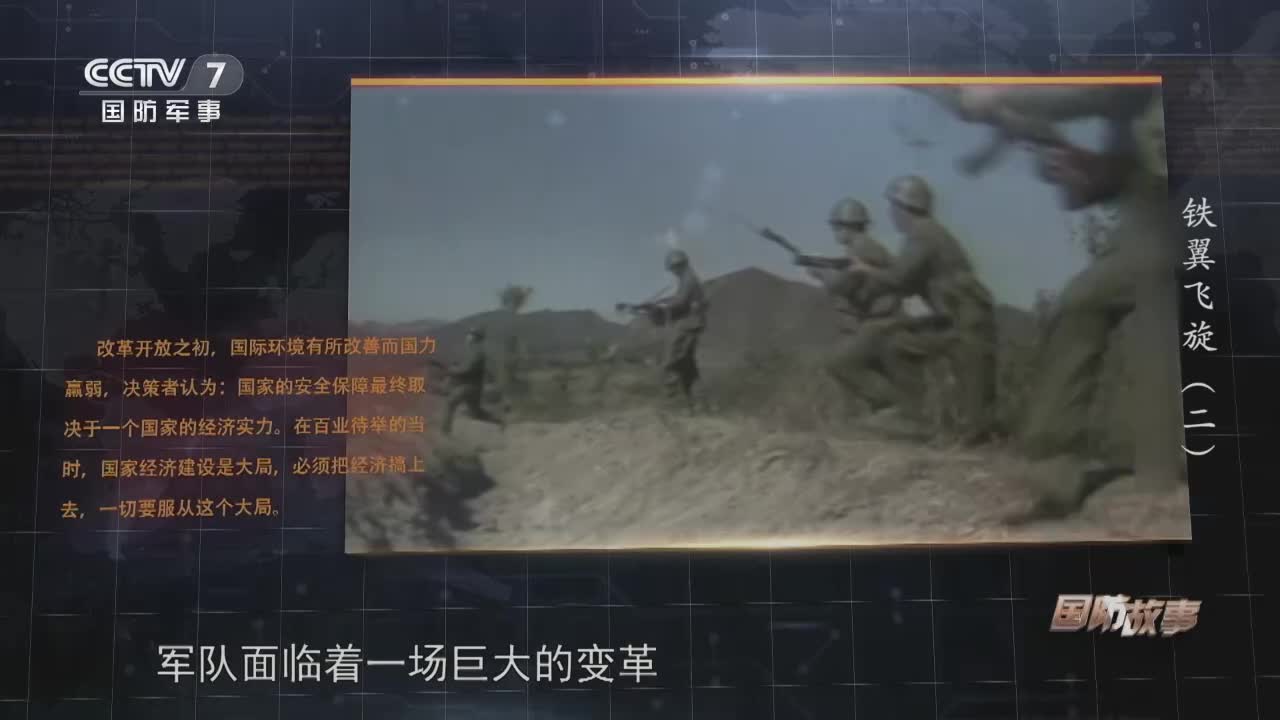 CCTV 7
国防军事
铁翼飞旋（二）
改革开放之初，国际环境有所改善而国力
羸弱，决策者认为：国家的安全保障最终取
决于一个国家的经济实力。在百业待举的当
时，国家经济建设是大局，必须把经济搞上
去，一切要服从这个大局。
国防故事
军队面临着一场巨大的变革